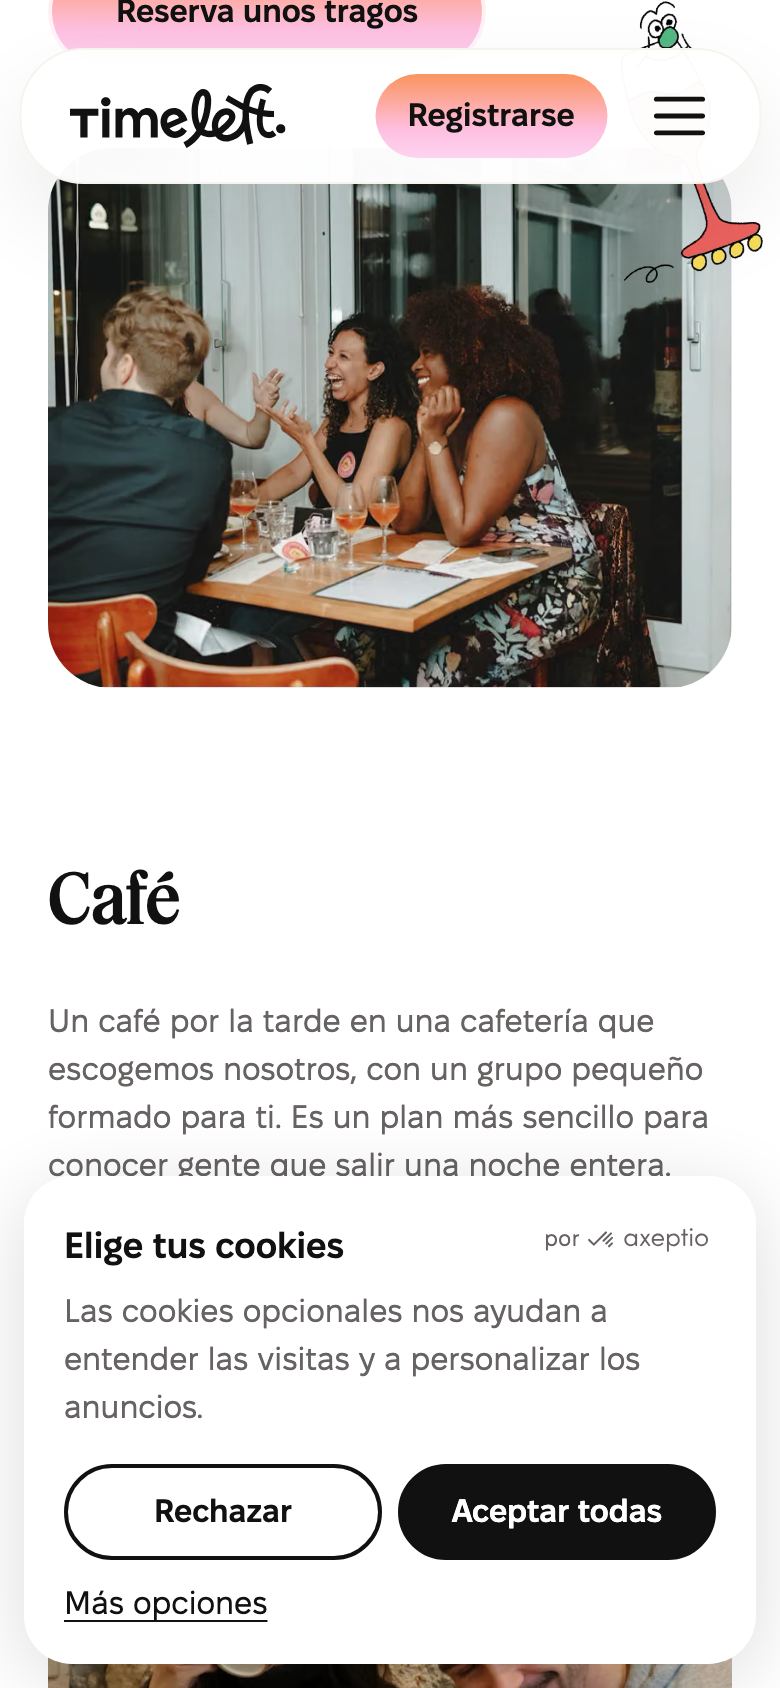 Reserva unos tragos
Timeleft.
Registrarse
Café
Un café por la tarde en una cafetería que
escogemos nosotros, con un grupo pequeño
formado para ti. Es un plan más sencillo para
conocer gente que salir una noche entera.
Elige tus cookies
por axeptio
Las cookies opcionales nos ayudan a
entender las visitas y a personalizar los
anuncios.
Rechazar
Aceptar todas
Más opciones